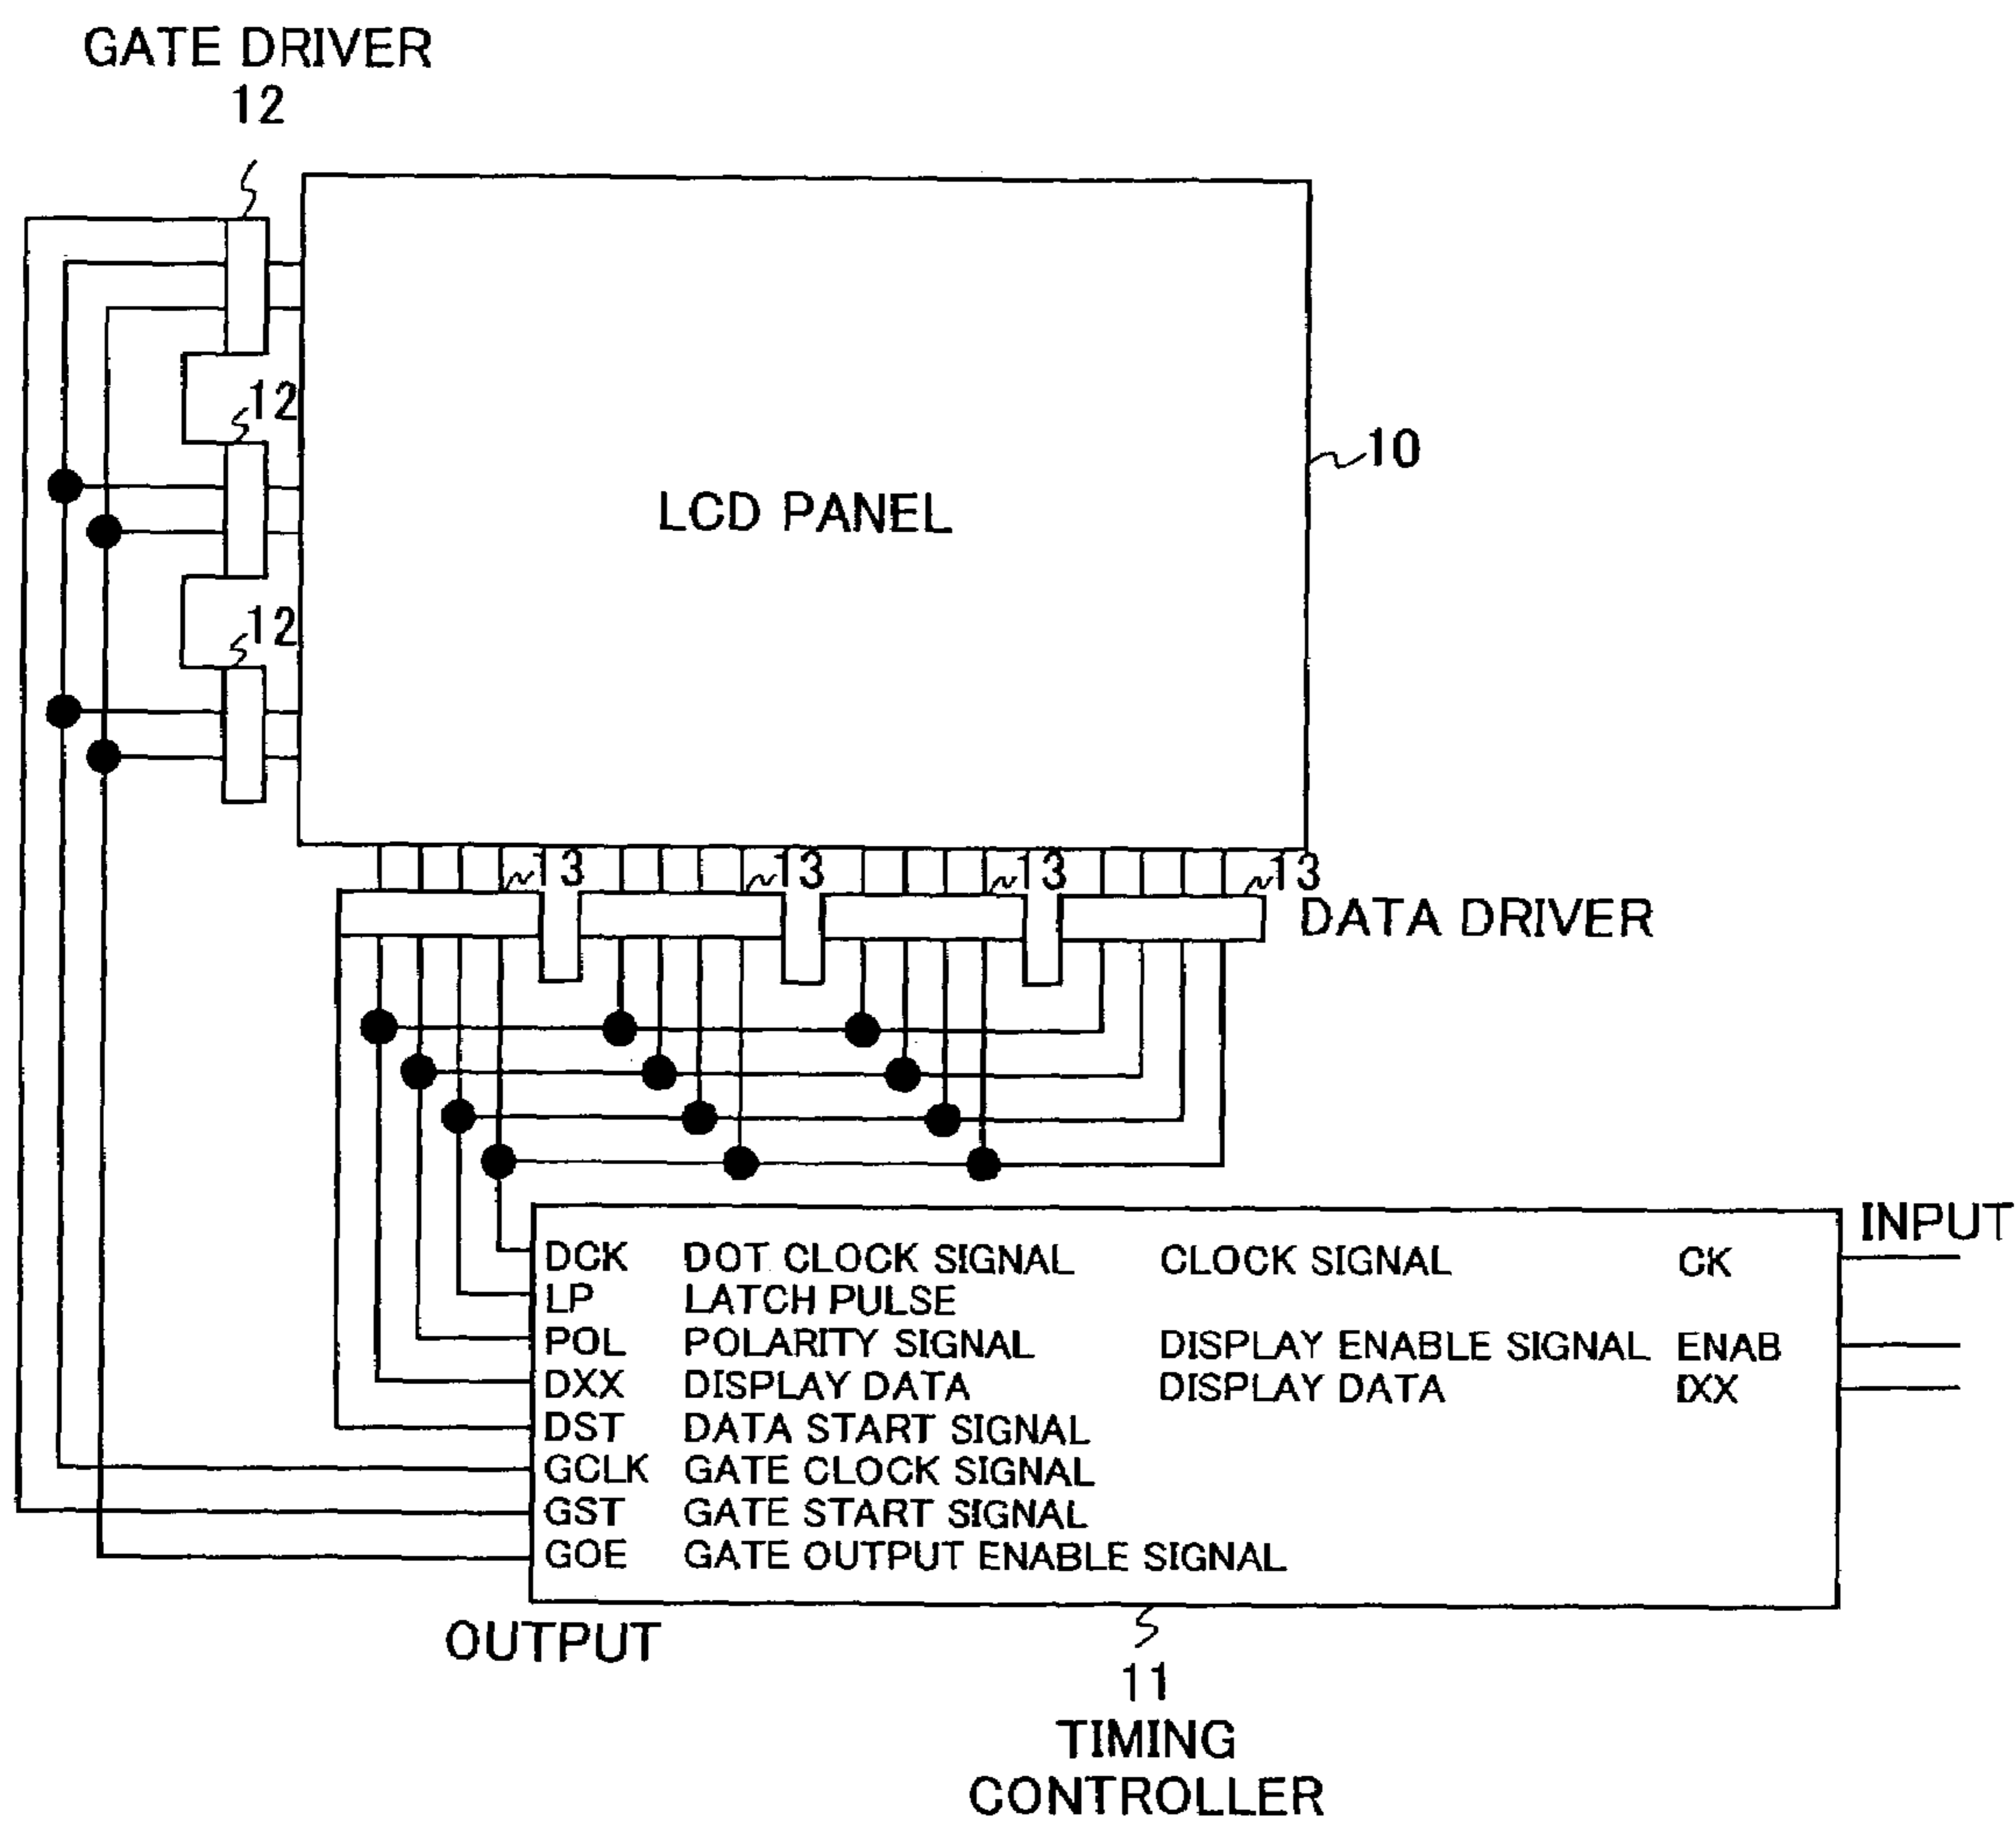 GATE DRIVER
12
12
12
10
LCD PANEL
13
13
13
13
DATA DRIVER
INPUT
DCK DOT CLOCK SIGNAL CLOCK SIGNAL CK
LP LATCH PULSE
POL POLARITY SIGNAL DISPLAY ENABLE SIGNAL ENAB
DXX DISPLAY DATA DISPLAY DATA IXX
DST DATA START SIGNAL
GCLK GATE CLOCK SIGNAL
GST GATE START SIGNAL
GOE GATE OUTPUT ENABLE SIGNAL
OUTPUT
11
TIMING
CONTROLLER